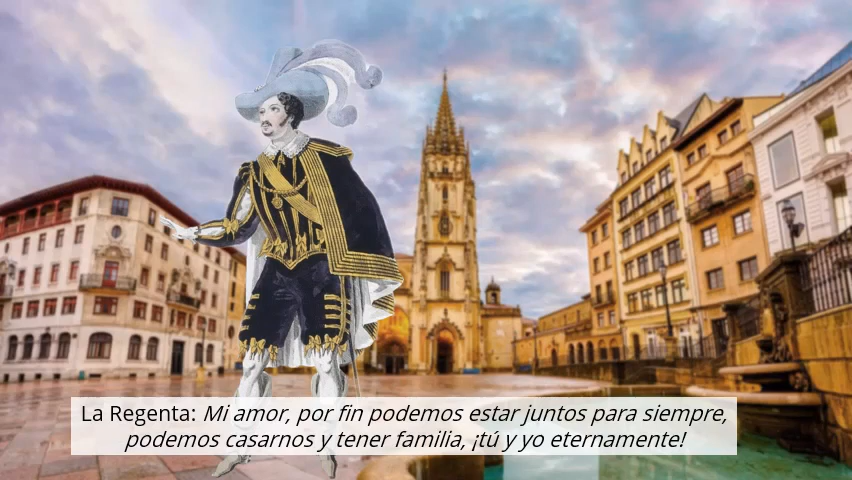 La Regenta: Mi amor, por fin podemos estar juntos para siempre,
podemos casarnos y tener familia, ¡tú y yo eternamente!